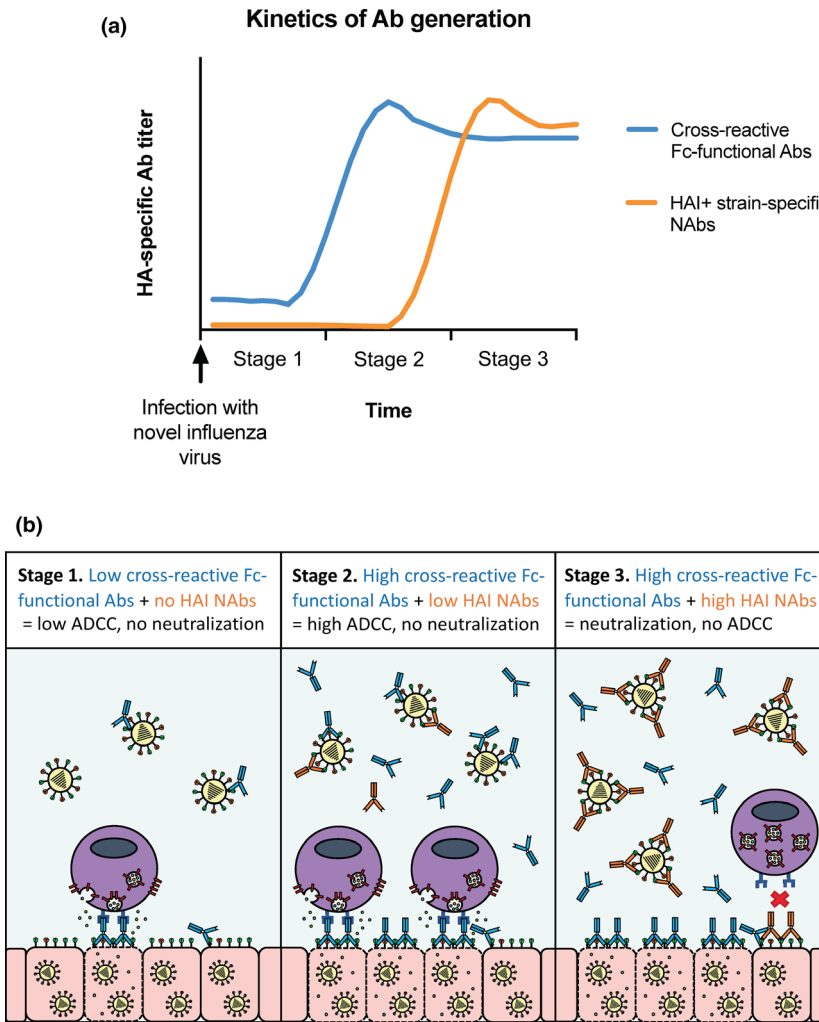 (a)
Kinetics of Ab generation
HA-specific Ab titer
Cross-reactive
Fc-functional Abs
HAI+ strain-specific
NAbs
Stage 1
Stage 2
Stage 3
Time
Infection with
novel influenza
virus
(b)
Stage 1. Low cross-reactive Fc-
functional Abs + no HAI NAbs
= low ADCC, no neutralization
Stage 2. High cross-reactive Fc-
functional Abs + low HAI NAbs
= high ADCC, no neutralization
Stage 3. High cross-reactive Fc-
functional Abs + high HAI NAbs
= neutralization, no ADCC